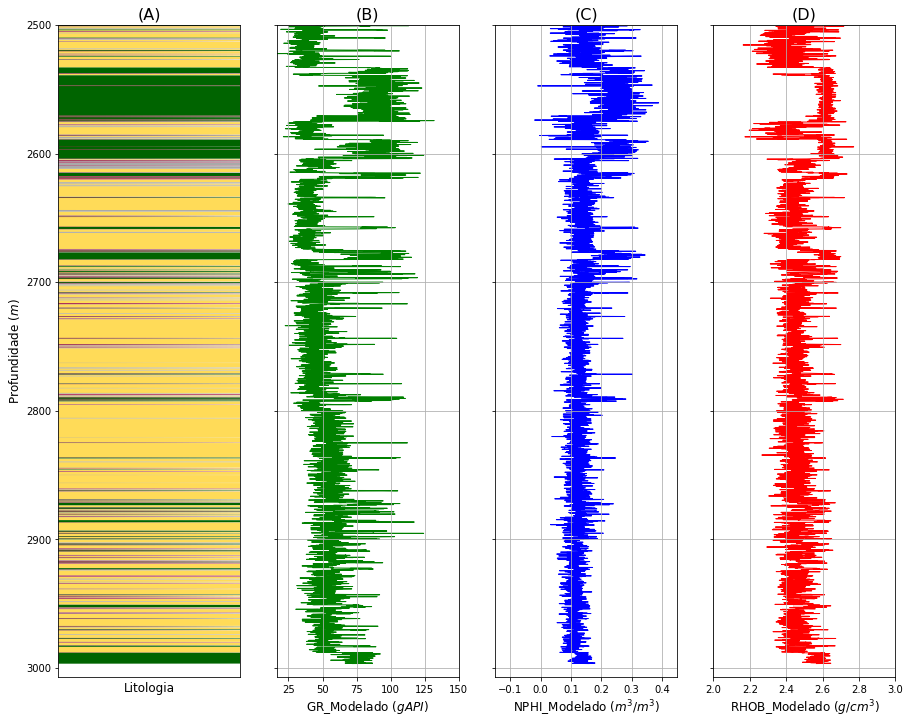 (A) (B) (C) (D)
2500
2600
2700
2800
2900
3000
Profundidade (m)
25 50 75 100 125 150
−0.1 0.0 0.1 0.2 0.3 0.4
2.0 2.2 2.4 2.6 2.8 3.0
Litologia
GR_Modelado (gAPI)
NPHI_Modelado (m³/m³)
RHOB_Modelado (g/cm³)